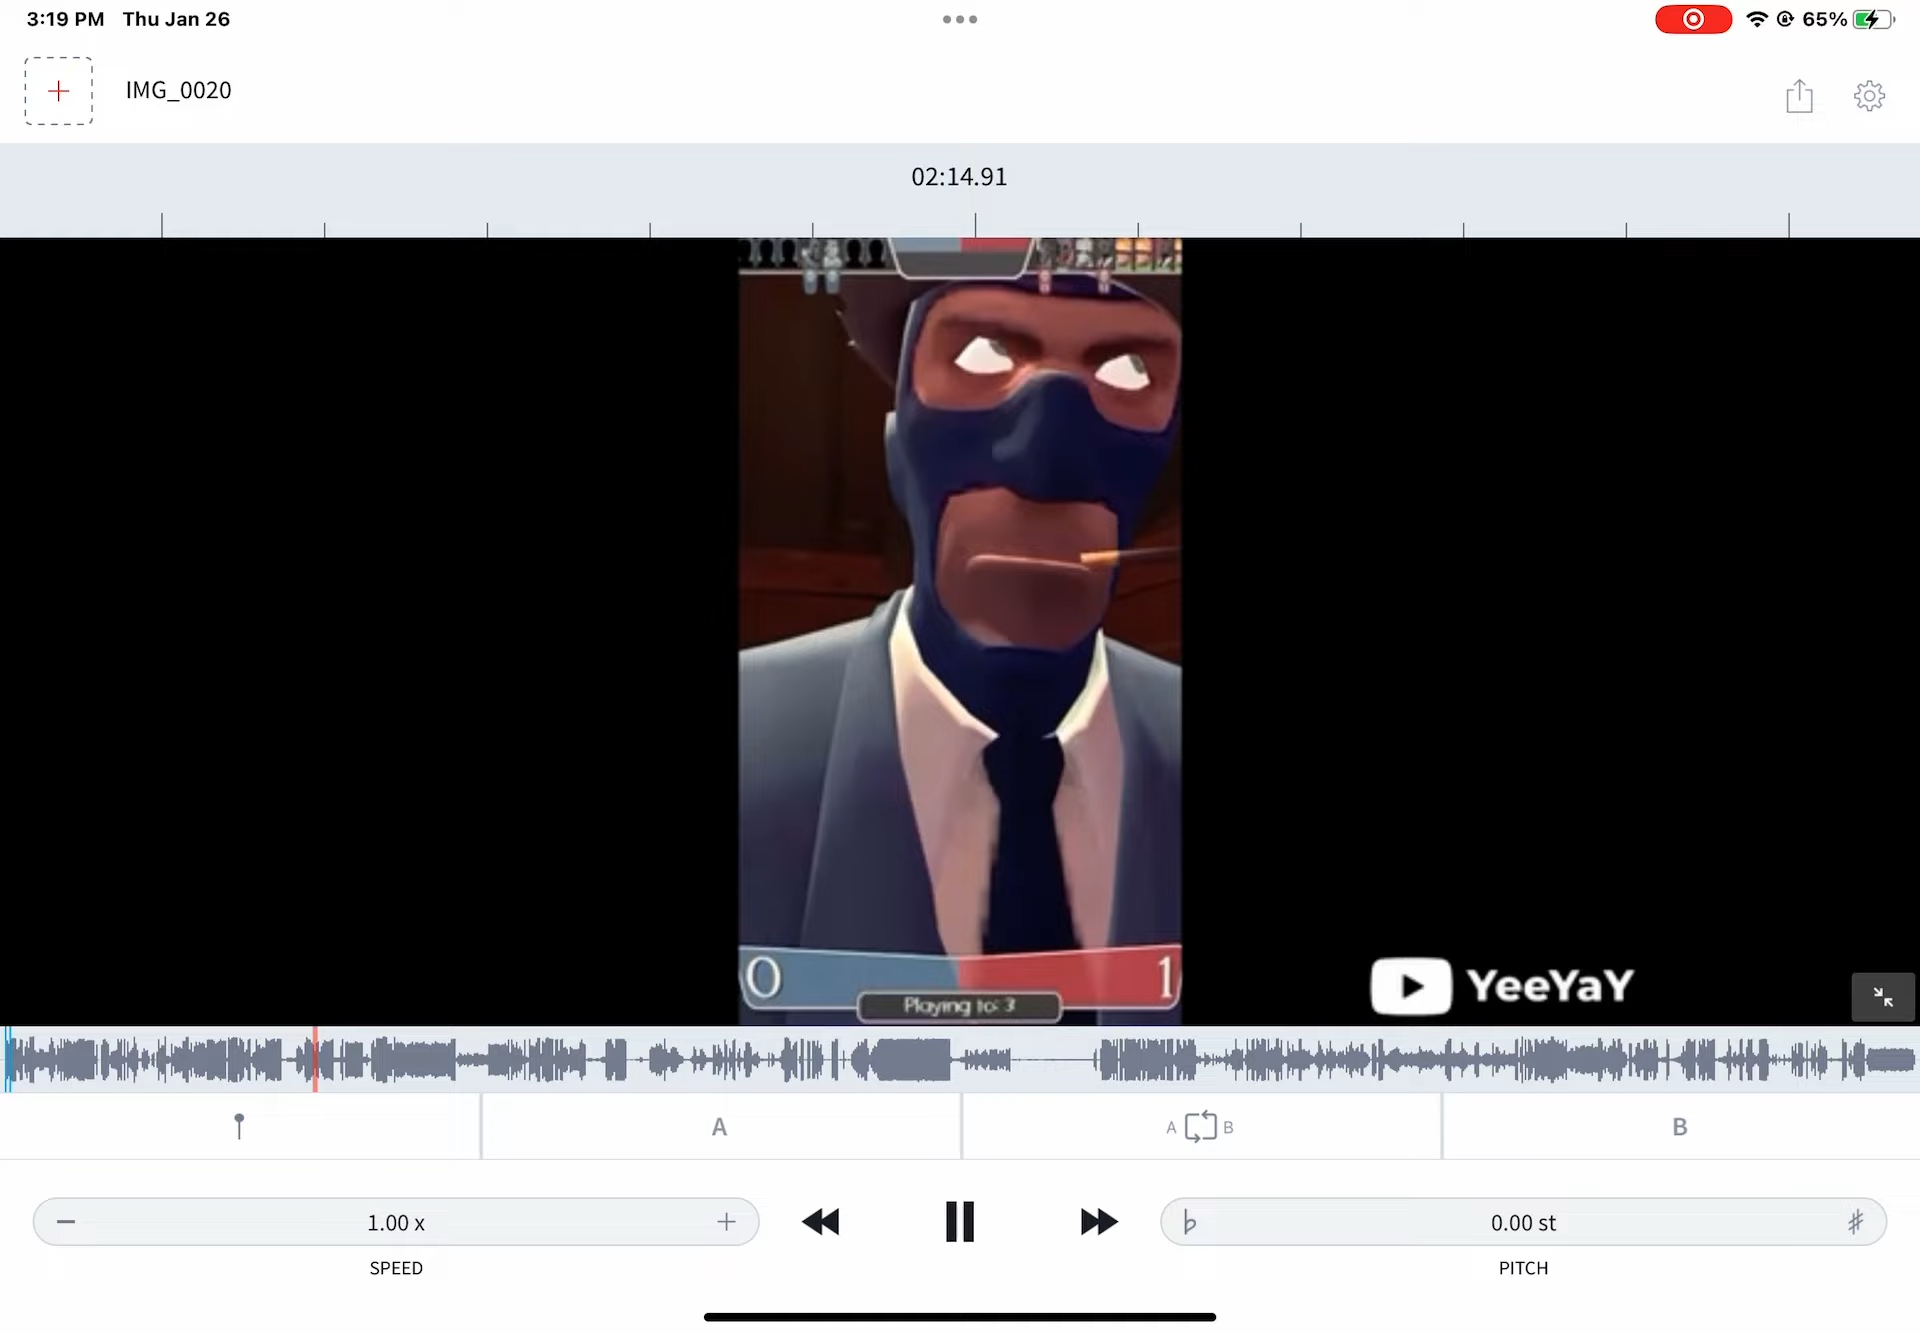 3:19 PM Thu Jan 26
65%
IMG_0020
02:14.91
0
1
Playing to: 3
YeeYaY
A
A B
B
1.00 x
0.00 st
SPEED
PITCH